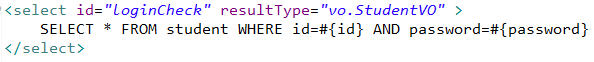 <select id="loginCheck" resultType="vo.StudentVO" >
SELECT * FROM student WHERE id=#{id} AND password=#{password}
</select>